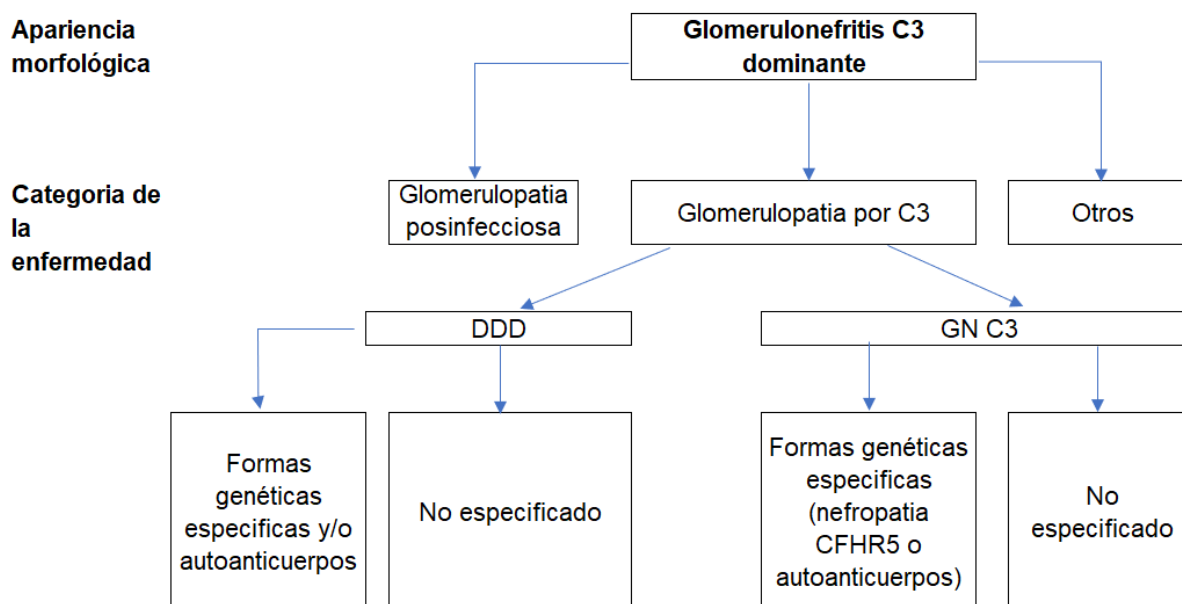 Apariencia
morfológica
Glomerulonefritis C3
dominante
Categoria de
la
enfermedad
Glomerulopatia
posinfecciosa
Glomerulopatia por C3
Otros
DDD
GN C3
Formas
genéticas
especificas y/o
autoanticuerpos
No especificado
Formas genéticas
especificas
(nefropatia
CFHR5 o
autoanticuerpos)
No
especificado